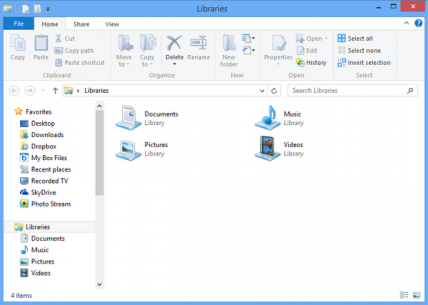 Libraries
File Home Share View
Copy Paste Cut Copy path Paste shortcut Move to Copy to Delete Rename New folder Properties Open Edit History Select all Select none Invert selection
Clipboard Organize New Open Select
Libraries Search Libraries
Favorites
Desktop
Downloads
Dropbox
My Box Files
Recent places
Recorded TV
SkyDrive
Photo Stream
Libraries
Documents
Music
Pictures
Videos
Documents
Library
Music
Library
Pictures
Library
Videos
Library
4 items